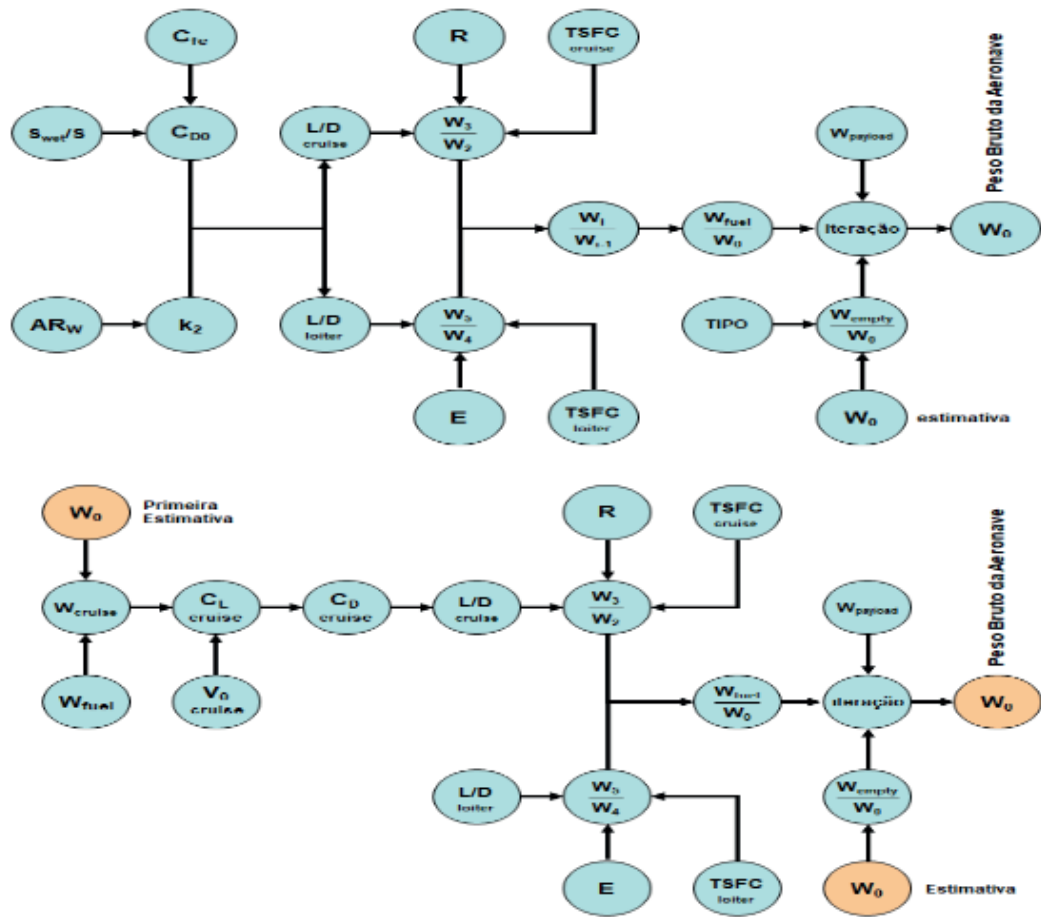 C_fe
R
TSFC
cruise
Peso Bruto da Aeronave
S_wet/S
C_D0
L/D
cruise
W_3
W_2
W_payload
W_i
W_i-1
W_fuel
W_0
Iteração
W_0
AR_W
k_2
L/D
loiter
W_3
W_4
TIPO
W_empty
W_0
E
TSFC
loiter
W_0
estimativa
W_0
Primeira
Estimativa
R
TSFC
cruise
Peso Bruto da Aeronave
W_cruise
C_L
cruise
C_D
cruise
L/D
cruise
W_3
W_2
W_payload
W_fuel
V_0
cruise
W_fuel
W_0
Iteração
W_0
L/D
loiter
W_3
W_4
W_empty
W_0
E
TSFC
loiter
W_0
Estimativa